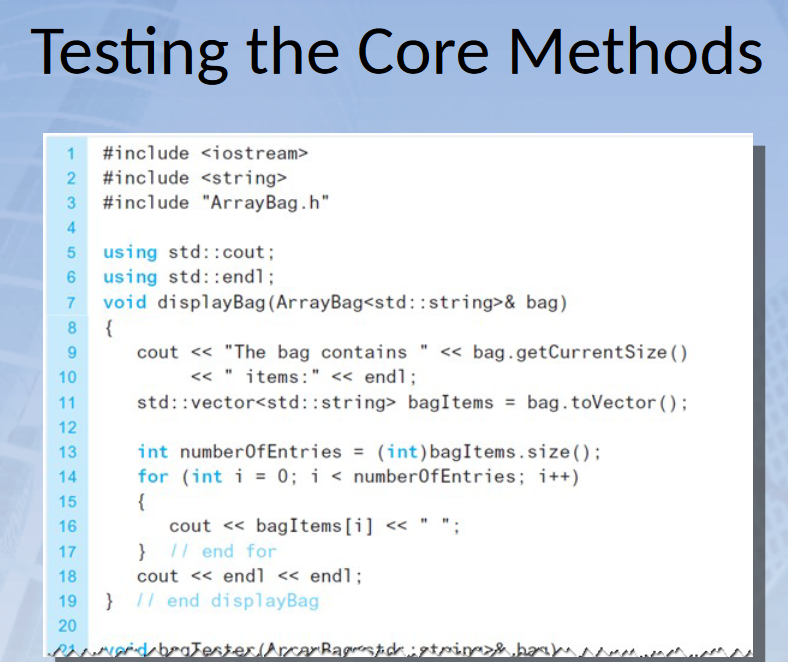 Testing the Core Methods
1 #include <iostream>
2 #include <string>
3 #include "ArrayBag.h"
4
5 using std::cout;
6 using std::endl;
7 void displayBag(ArrayBag<std::string>& bag)
8 {
9 cout << "The bag contains " << bag.getCurrentSize()
10 << " items:" << endl;
11 std::vector<std::string> bagItems = bag.toVector();
12
13 int numberOfEntries = (int)bagItems.size();
14 for (int i = 0; i < numberOfEntries; i++)
15 {
16 cout << bagItems[i] << " ";
17 } // end for
18 cout << endl << endl;
19 } // end displayBag
20
21 void bagTester(ArrayBag<std::string>& bag)